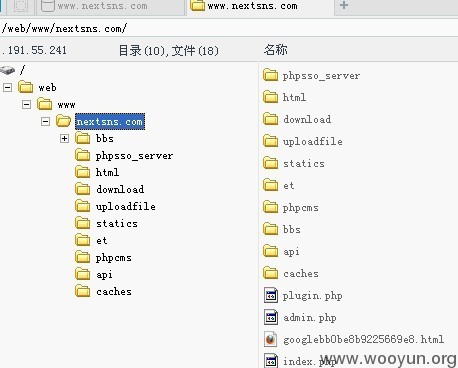 www.nextsns.com
www.nextsns.com
/web/www/nextsns.com/
.191.55.241
目录(10),文件(18)
名称
/
web
www
nextsns.com
bbs
phpsso_server
html
download
uploadfile
statics
et
phpcms
api
caches
phpsso_server
html
download
uploadfile
statics
et
phpcms
bbs
api
caches
plugin.php
admin.php
googlebb0be8b9225669e8.html
index.php
www.wooyun.org